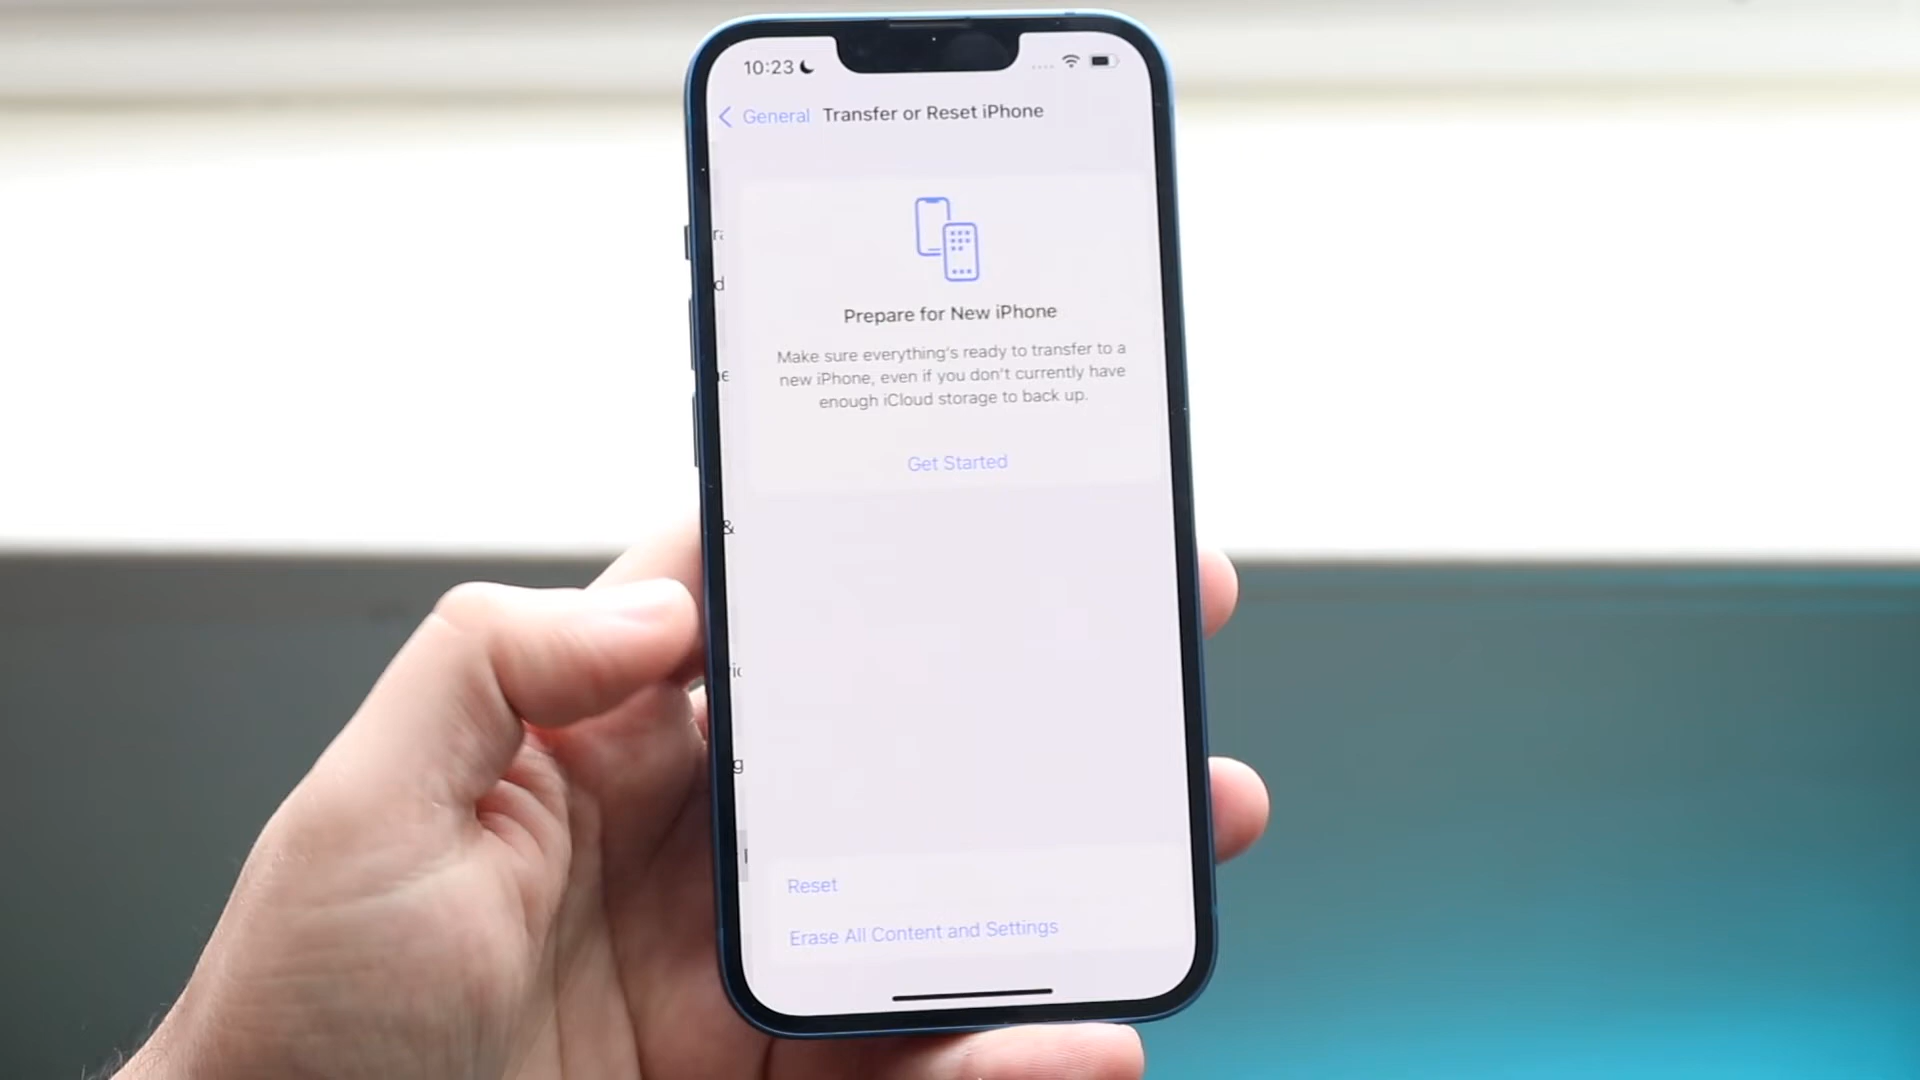 10:23
General Transfer or Reset iPhone
Prepare for New iPhone
Make sure everything's ready to transfer to a
new iPhone, even if you don't currently have
enough iCloud storage to back up.
Get Started
&
Reset
Erase All Content and Settings